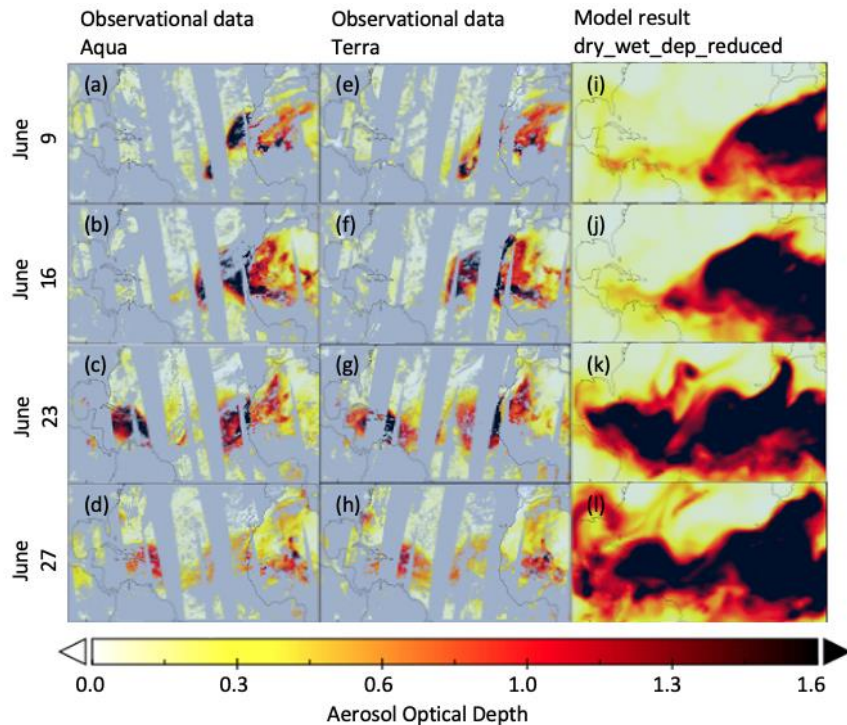 Observational data
Aqua
Observational data
Terra
Model result
dry_wet_dep_reduced
June
9
(a)
(e)
(i)
June
16
(b)
(f)
(j)
June
23
(c)
(g)
(k)
June
27
(d)
(h)
(l)
0.0 0.3 0.6 1.0 1.3 1.6
Aerosol Optical Depth